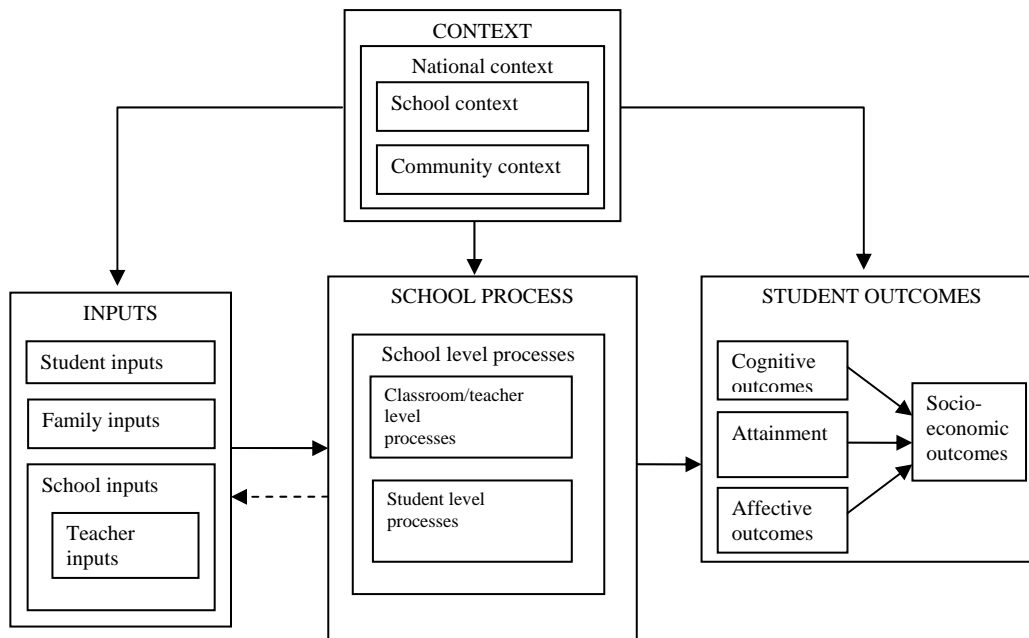 CONTEXT
National context
School context
Community context
INPUTS
Student inputs
Family inputs
School inputs
Teacher
inputs
SCHOOL PROCESS
School level processes
Classroom/teacher
level
processes
Student level
processes
STUDENT OUTCOMES
Cognitive
outcomes
Attainment
Affective
outcomes
Socio-
economic
outcomes